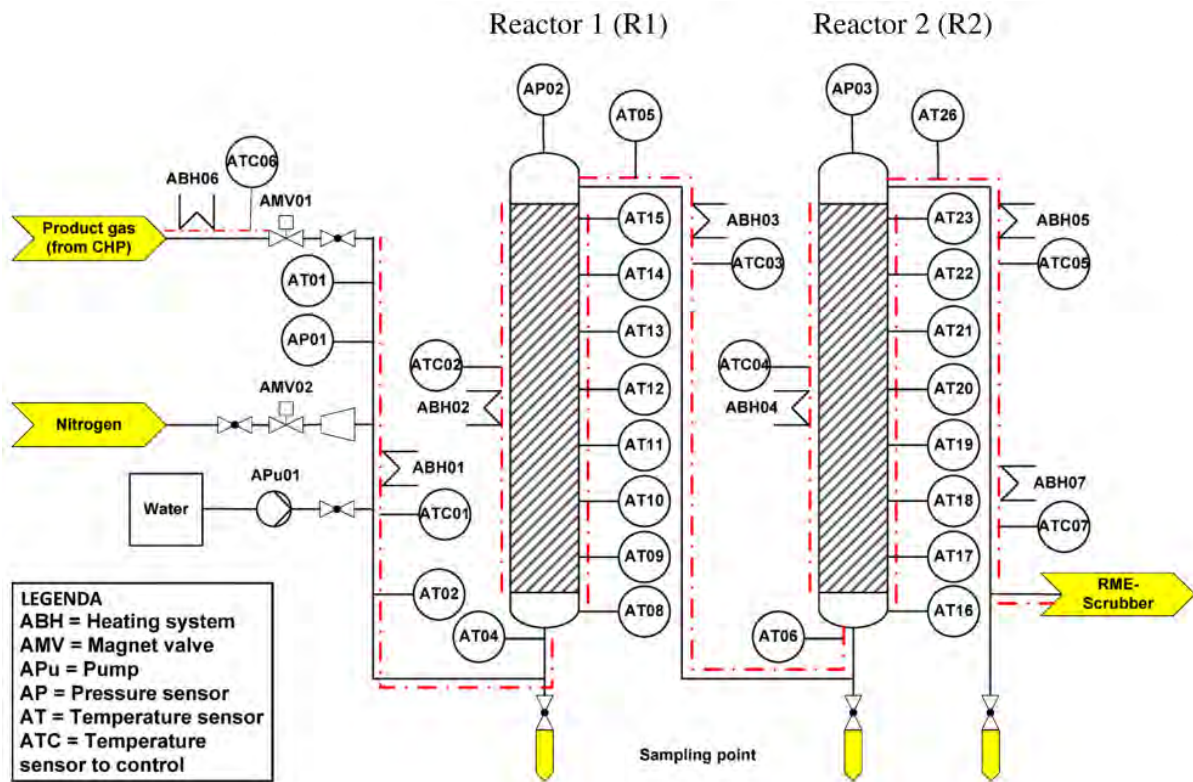 Reactor 1 (R1)
Reactor 2 (R2)
AP02
AP03
AT05
AT26
ATC06
ABH06
AMV01
Product gas
(from CHP)
AT15
ABH03
AT23
ABH05
AT01
AT14
ATC03
AT22
ATC05
AP01
AT13
AT21
ATC02
ATC04
AMV02
AT12
AT20
ABH02
ABH04
Nitrogen
AT11
AT19
ABH01
APu01
ABH07
Water
AT10
AT18
ATC01
ATC07
AT09
AT17
LEGENDA
ABH = Heating system
AMV = Magnet valve
APu = Pump
AP = Pressure sensor
AT = Temperature sensor
ATC = Temperature
sensor to control
AT02
AT08
AT16
RME-
Scrubber
AT04
AT06
Sampling point